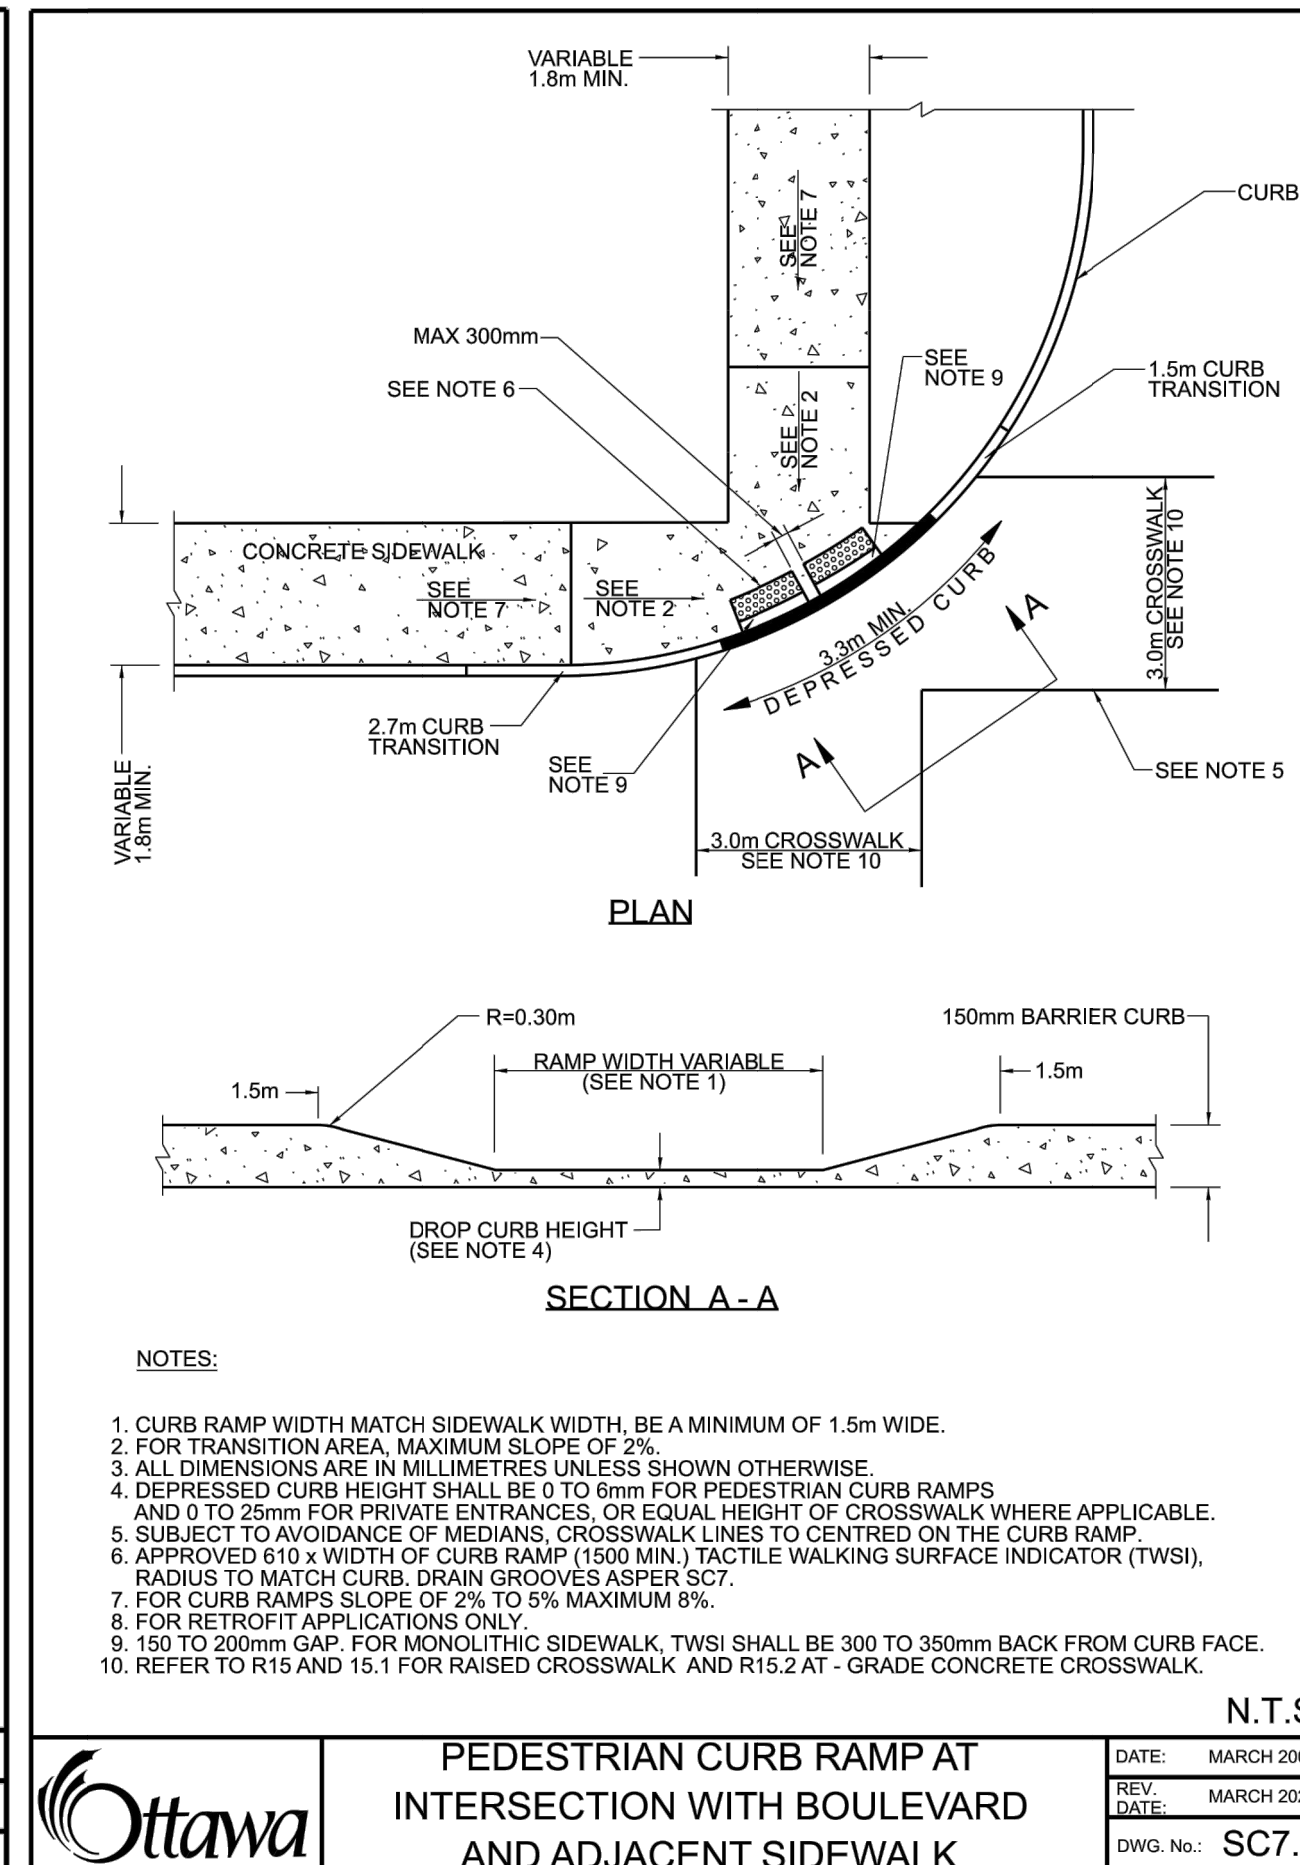 VARIABLE
1.8m MIN.
CURB
SEE
NOTE 7
MAX 300mm
SEE NOTE 6
SEE
NOTE 9
1.5m CURB
TRANSITION
SEE
NOTE 2
CONCRETE SIDEWALK
SEE
NOTE 7
SEE
NOTE 2
3.3m MIN.
DEPRESSED CURB
A
3.0m CROSSWALK
SEE NOTE 10
2.7m CURB
TRANSITION
SEE
NOTE 9
A
SEE NOTE 5
VARIABLE
1.8m MIN.
3.0m CROSSWALK
SEE NOTE 10
PLAN
R=0.30m
150mm BARRIER CURB
RAMP WIDTH VARIABLE
(SEE NOTE 1)
1.5m
1.5m
DROP CURB HEIGHT
(SEE NOTE 4)
SECTION A - A
NOTES:
1. CURB RAMP WIDTH MATCH SIDEWALK WIDTH, BE A MINIMUM OF 1.5m WIDE.
2. FOR TRANSITION AREA, MAXIMUM SLOPE OF 2%.
3. ALL DIMENSIONS ARE IN MILLIMETRES UNLESS SHOWN OTHERWISE.
4. DEPRESSED CURB HEIGHT SHALL BE 0 TO 6mm FOR PEDESTRIAN CURB RAMPS
AND 0 TO 25mm FOR PRIVATE ENTRANCES, OR EQUAL HEIGHT OF CROSSWALK WHERE APPLICABLE.
5. SUBJECT TO AVOIDANCE OF MEDIANS, CROSSWALK LINES TO CENTRED ON THE CURB RAMP.
6. APPROVED 610 x WIDTH OF CURB RAMP (1500 MIN.) TACTILE WALKING SURFACE INDICATOR (TWSI),
RADIUS TO MATCH CURB. DRAIN GROOVES ASPER SC7.
7. FOR CURB RAMPS SLOPE OF 2% TO 5% MAXIMUM 8%.
8. FOR RETROFIT APPLICATIONS ONLY.
9. 150 TO 200mm GAP. FOR MONOLITHIC SIDEWALK, TWSI SHALL BE 300 TO 350mm BACK FROM CURB FACE.
10. REFER TO R15 AND 15.1 FOR RAISED CROSSWALK AND R15.2 AT - GRADE CONCRETE CROSSWALK.
N.T.
Ottawa
PEDESTRIAN CURB RAMP AT
INTERSECTION WITH BOULEVARD
AND ADJACENT SIDEWALK
DATE: MARCH
REV.
DATE: MARCH
DWG. No.: SC7.